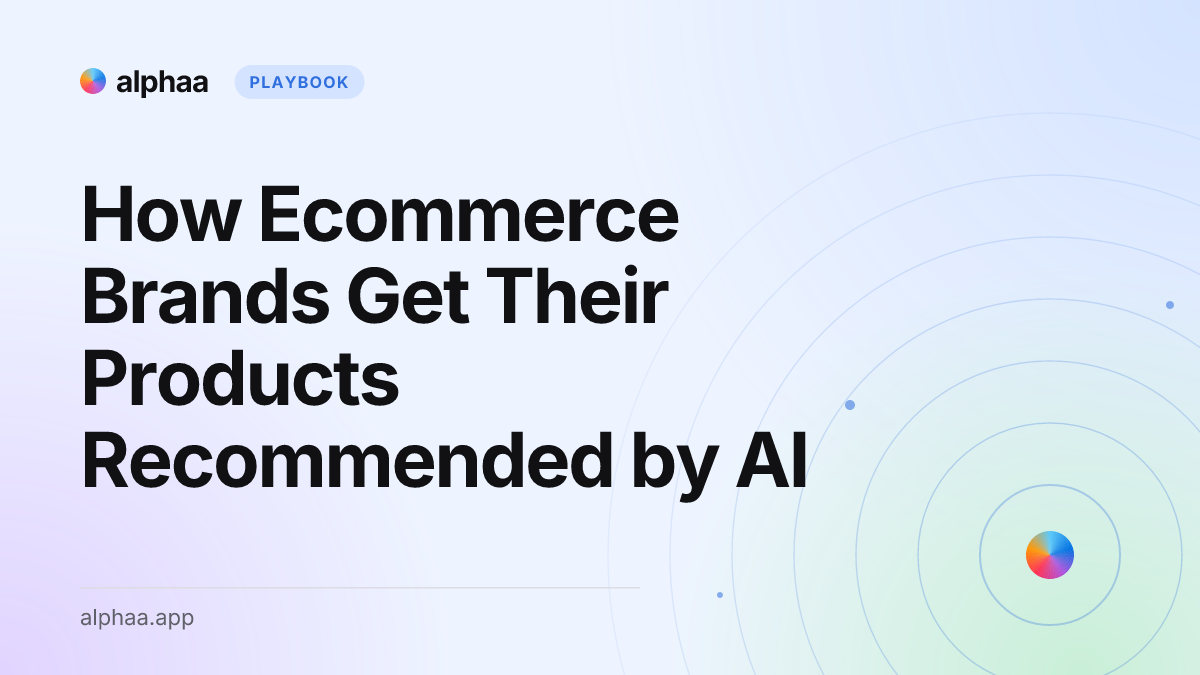 alphaa
PLAYBOOK
How Ecommerce
Brands Get Their
Products
Recommended by AI
alphaa.app